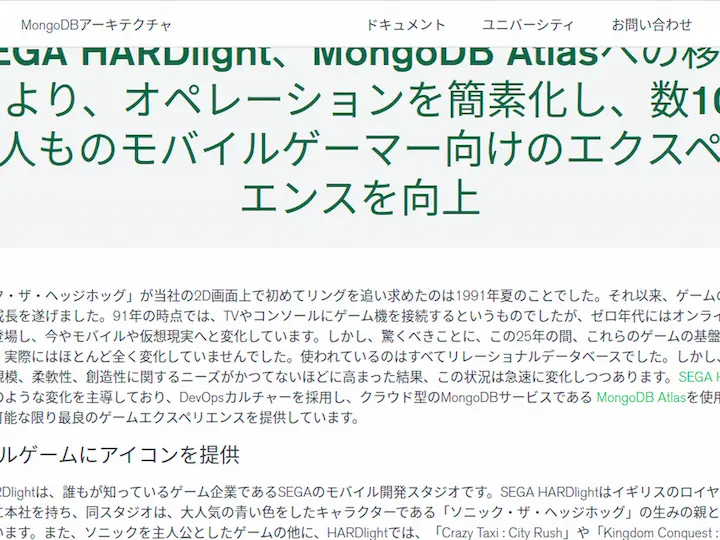 MongoDBアーキテクチャ ドキュメント ユニバーシティ お問い合わせ
SEGA HARDlight、MongoDB Atlasへの移
より、オペレーションを簡素化し、数10
人ものモバイルゲーマー向けのエクスペ
エンスを向上
ク・ザ・ヘッジホッグ」が当社の2D画面上で初めてリングを追い求めたのは1991年夏のことでした。それ以来、ゲームの
成長を遂げました。91年の時点では、TVやコンソールにゲーム機を接続するというものでしたが、ゼロ年代にはオンライ
登場し、今やモバイルや仮想現実へと変化しています。しかし、驚くべきことに、この25年の間、これらのゲームの基盤
実際にはほとんど全く変化していませんでした。使われているのはすべてリレーショナルデータベースでした。しかし、
規模、柔軟性、創造性に関するニーズがかつてないほどに高まった結果、この状況は急速に変化しつつあります。SEGA H
のような変化を主導しており、DevOpsカルチャーを採用し、クラウド型のMongoDBサービスである MongoDB Atlasを使用
可能な限り最良のゲームエクスペリエンスを提供しています。
ルゲームにアイコンを提供
RDlightは、誰もが知っているゲーム企業であるSEGAのモバイル開発スタジオです。SEGA HARDlightはイギリスのロイヤ
に本社を持ち、同スタジオは、大人気の青い色をしたキャラクターである「ソニック・ザ・ヘッジホッグ」の生みの親と
います。また、ソニックを主人公としたゲームの他に、HARDlightでは、「Crazy Taxi : City Rush」や「Kingdom Conquest :